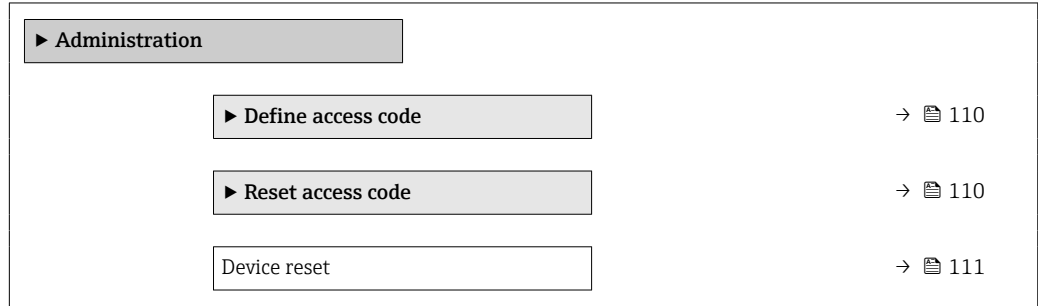 ▶ Administration
▶ Define access code → 🖹 110
▶ Reset access code → 🖹 110
Device reset → 🖹 111